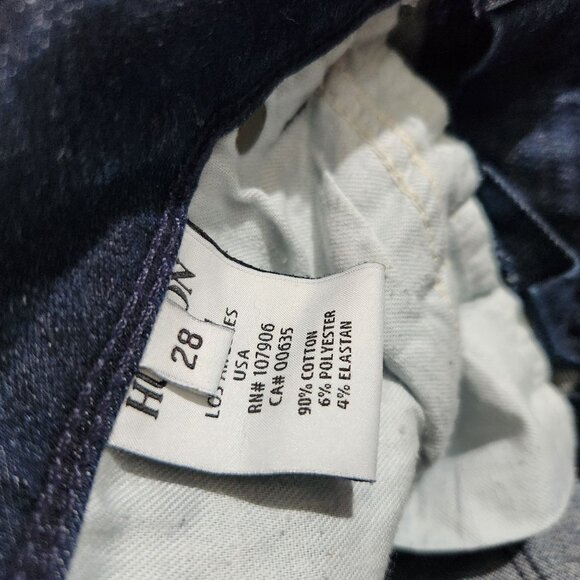 28
USA
RN# 107906
CA# 00635
90% COTTON
6% POLYESTER
4% ELASTAN